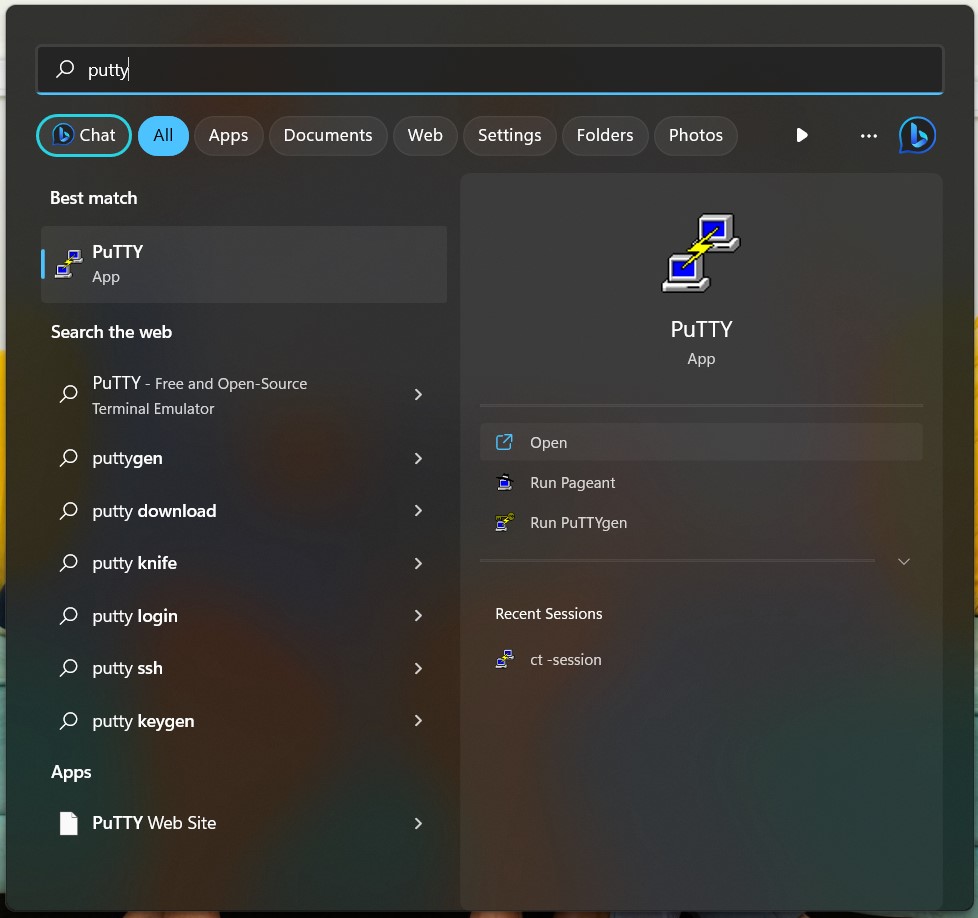 putty
Chat
All
Apps
Documents
Web
Settings
Folders
Photos
Best match
PuTTY
App
Search the web
PuTTY - Free and Open-Source
Terminal Emulator
puttygen
putty download
putty knife
putty login
putty ssh
putty keygen
Apps
PuTTY Web Site
PuTTY
App
Open
Run Pageant
Run PuTTYgen
Recent Sessions
ct -session